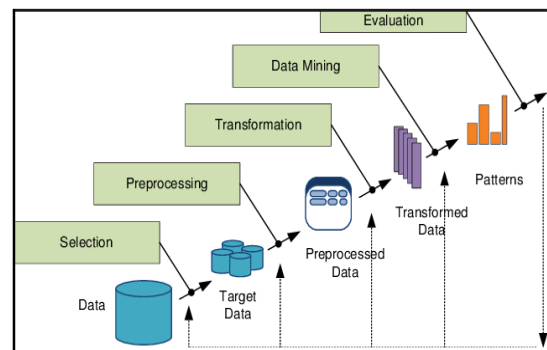 Evaluation
Data Mining
Transformation
Patterns
Preprocessing
Transformed
Data
Selection
Preprocessed
Data
Target
Data
Data